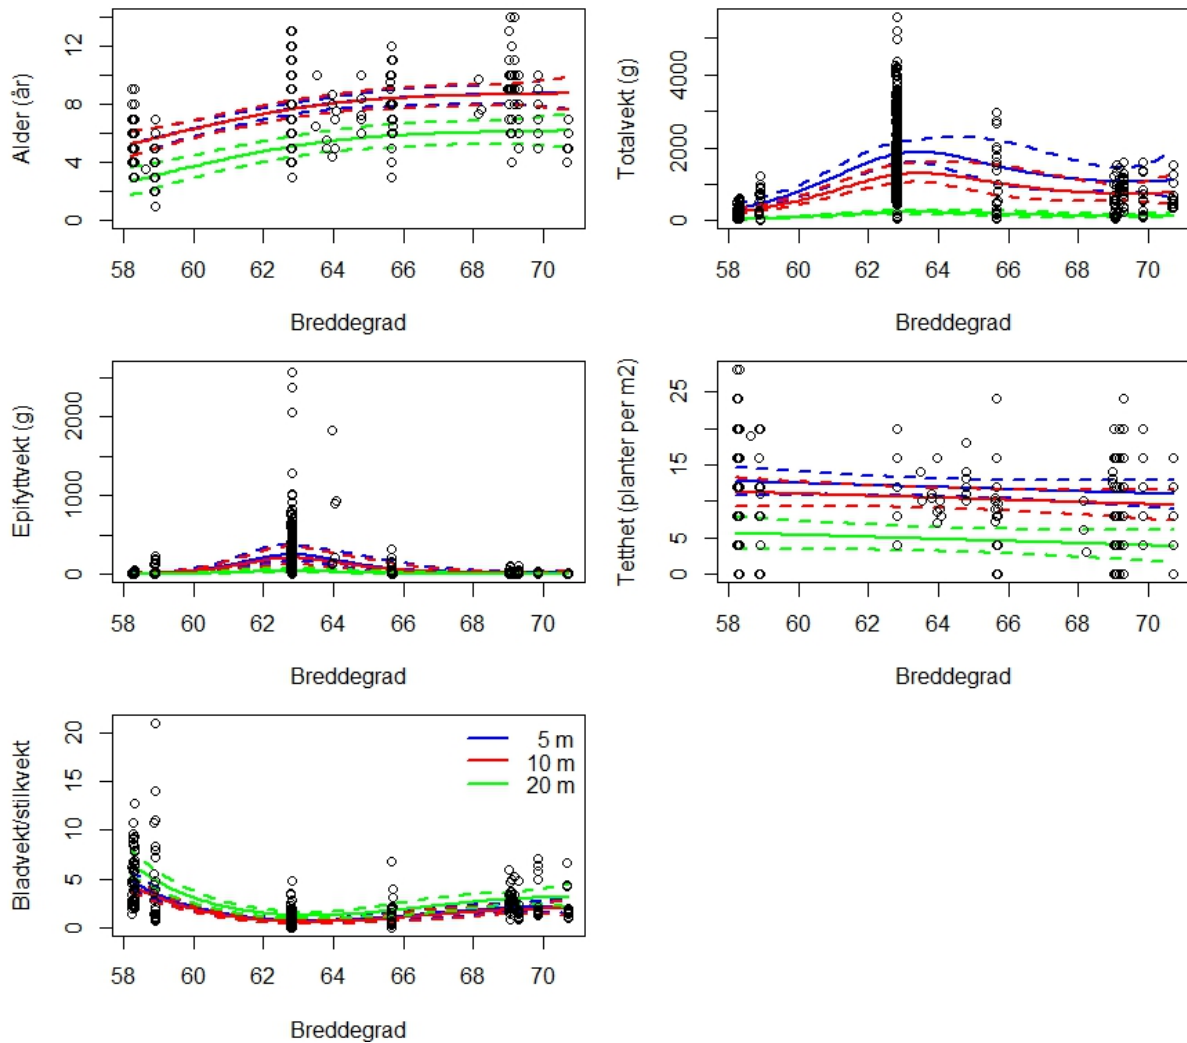 Alder (år)
0 4 8 12
58 60 62 64 66 68 70
Breddegrad
Totalvekt (g)
0 2000 4000
58 60 62 64 66 68 70
Breddegrad
Epifyttvekt (g)
0 1000 2000
58 60 62 64 66 68 70
Breddegrad
Tetthet (planter per m2)
0 5 15 25
58 60 62 64 66 68 70
Breddegrad
Bladvekt/stilkvekt
0 5 10 15 20
5 m
10 m
20 m
58 60 62 64 66 68 70
Breddegrad